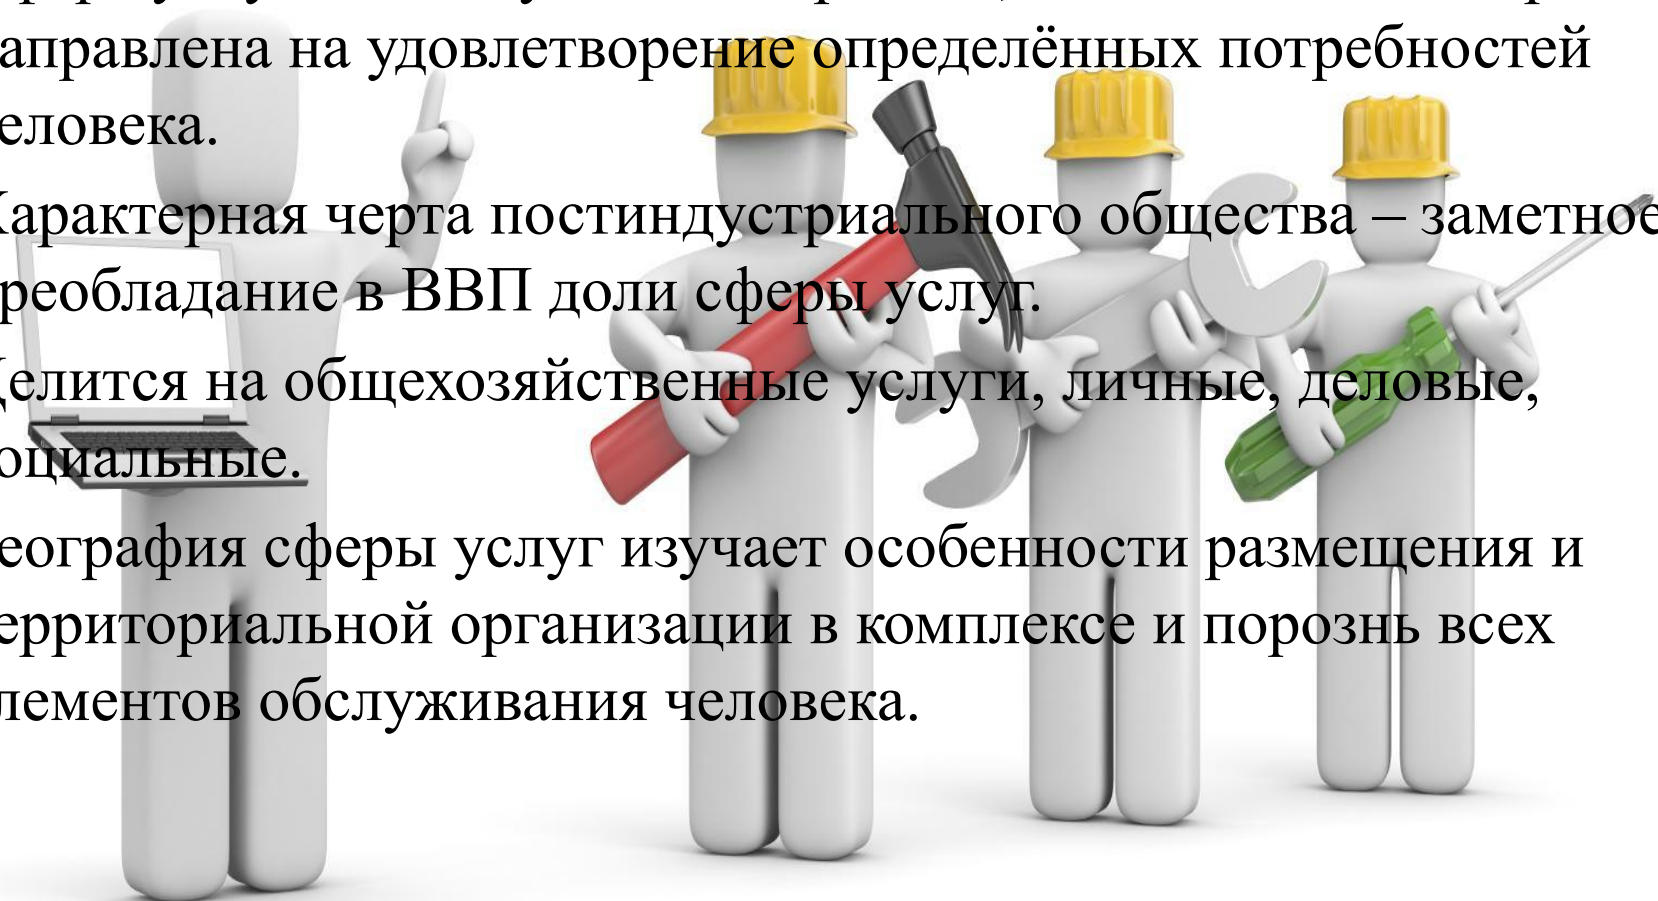 аправлена на удовлетворение определённых потребностей
еловека.
арактерная черта постиндустриального общества – заметное
реобладание в ВВП доли сферы услуг.
елится на общехозяйственные услуги, личные, деловые,
оциальные.
еография сферы услуг изучает особенности размещения и
ерриториальной организации в комплексе и порознь всех
лементов обслуживания человека.